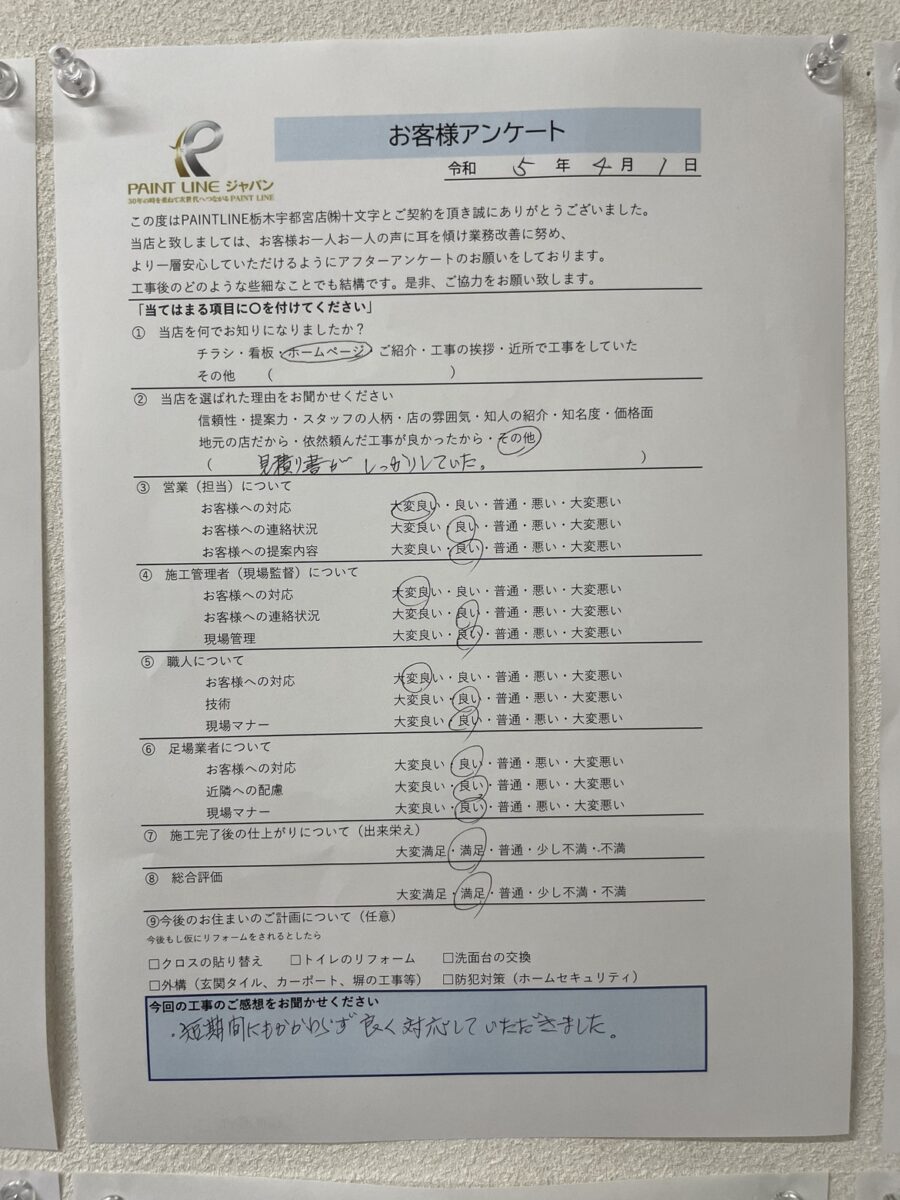 お客様アンケート
令和 5 年 4 月 1 日
PAINT LINE ジャパン
30年の時を重ねて次世代へつながる PAINT LINE
この度はPAINTLINE栃木宇都宮店㈱十文字とご契約を頂き誠にありがとうございました。
当店と致しましては、お客様お一人お一人の声に耳を傾け業務改善に努め、
より一層安心していただけるようにアフターアンケートのお願いをしております。
工事後のどのような些細なことでも結構です。是非、ご協力をお願い致します。
「当てはまる項目に〇を付けてください」
① 当店を何でお知りになりましたか？
チラシ・看板・ホームページ・ご紹介・工事の挨拶・近所で工事をしていた
その他 （ ）
② 当店を選ばれた理由をお聞かせください
信頼性・提案力・スタッフの人柄・店の雰囲気・知人の紹介・知名度・価格面
地元の店だから・依然頼んだ工事が良かったから・その他
（ 見積り書が しっかりしていた。 ）
③ 営業（担当）について
お客様への対応 大変良い・良い・普通・悪い・大変悪い
お客様への連絡状況 大変良い・良い・普通・悪い・大変悪い
お客様への提案内容 大変良い・良い・普通・悪い・大変悪い
④ 施工管理者（現場監督）について
お客様への対応 大変良い・良い・普通・悪い・大変悪い
お客様への連絡状況 大変良い・良い・普通・悪い・大変悪い
現場管理 大変良い・良い・普通・悪い・大変悪い
⑤ 職人について
お客様への対応 大変良い・良い・普通・悪い・大変悪い
技術 大変良い・良い・普通・悪い・大変悪い
現場マナー 大変良い・良い・普通・悪い・大変悪い
⑥ 足場業者について
お客様への対応 大変良い・良い・普通・悪い・大変悪い
近隣への配慮 大変良い・良い・普通・悪い・大変悪い
現場マナー 大変良い・良い・普通・悪い・大変悪い
⑦ 施工完了後の仕上がりについて（出来栄え）
大変満足・満足・普通・少し不満・不満
⑧ 総合評価
大変満足・満足・普通・少し不満・不満
⑨今後のお住まいのご計画について（任意）
今後もし仮にリフォームをされるとしたら
□クロスの貼り替え □トイレのリフォーム □洗面台の交換
□外構（玄関タイル、カーポート、塀の工事等） □防犯対策（ホームセキュリティ）
今回の工事のご感想をお聞かせください
・短期間にもかかわらず良く対応していただきました。